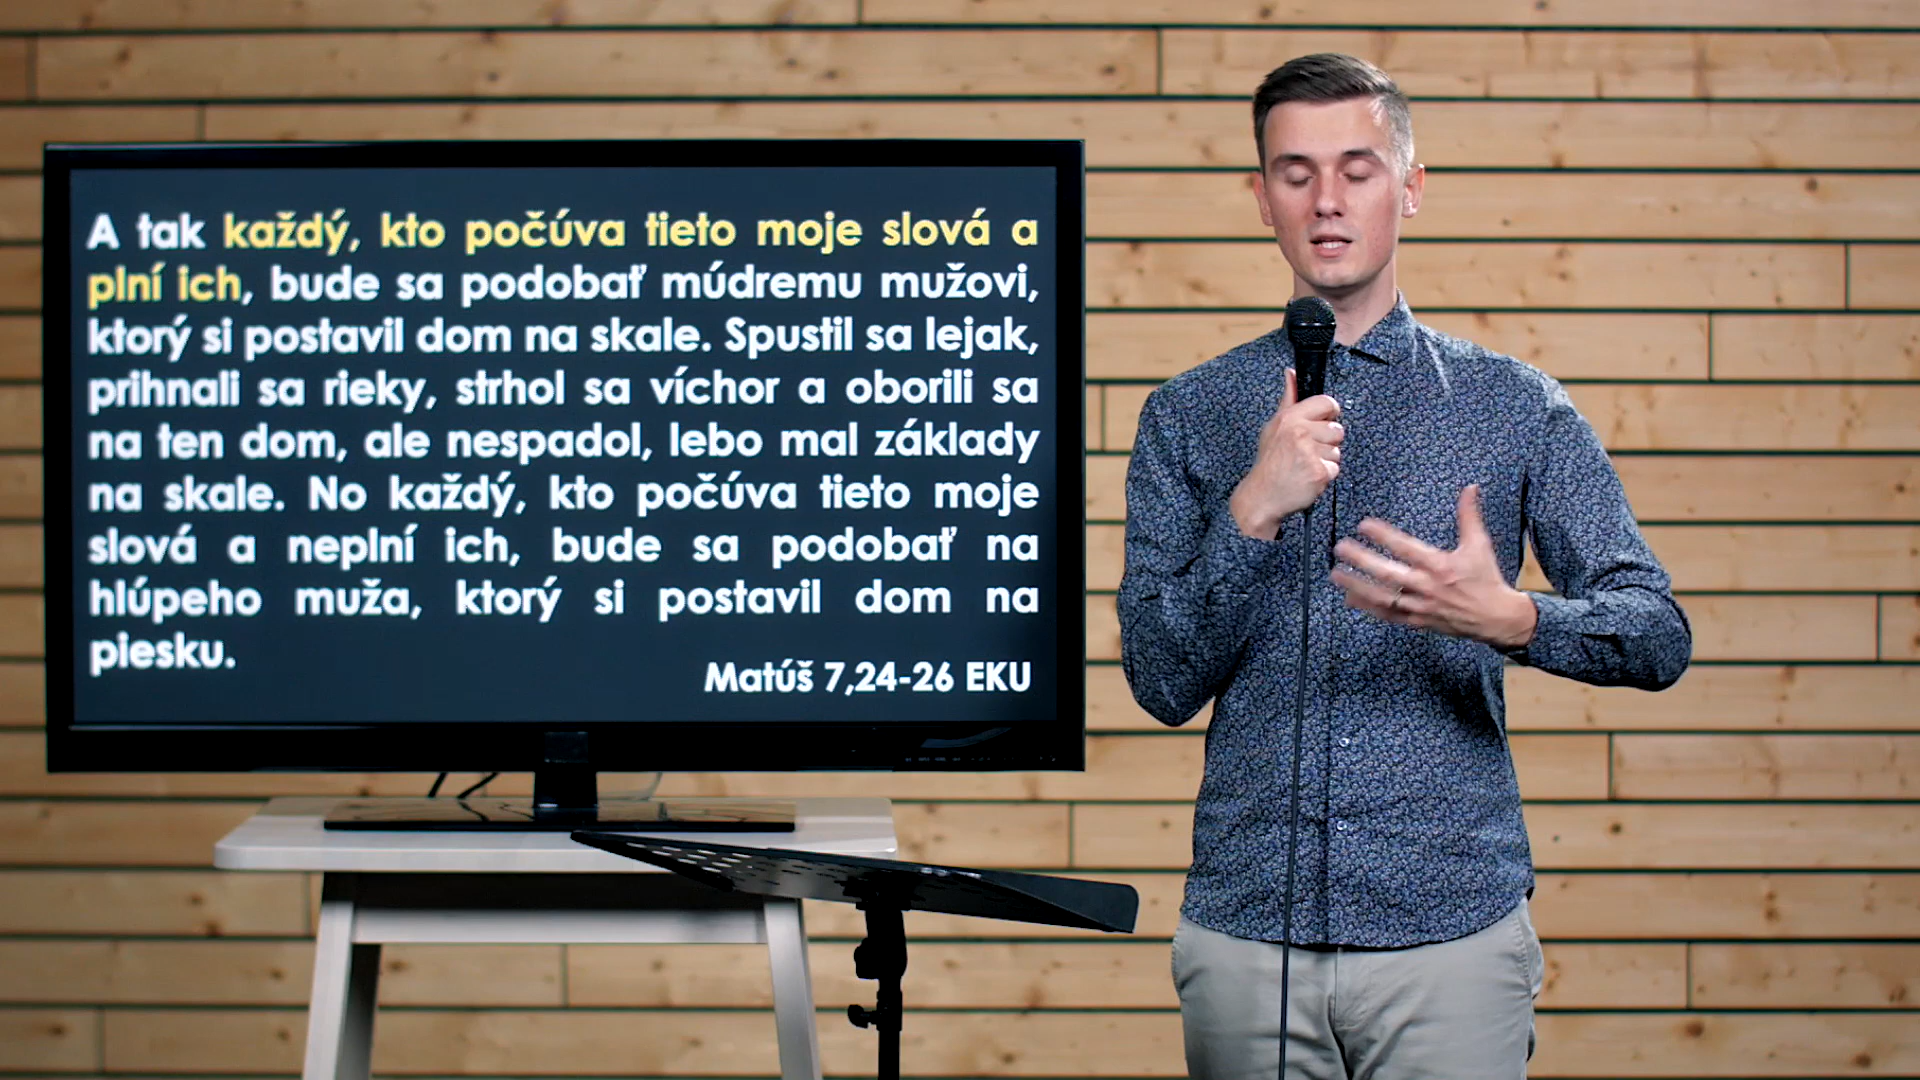 A tak každý, kto počúva tieto moje slová a
plní ich, bude sa podobať múdremu mužovi,
ktorý si postavil dom na skale. Spustil sa lejak,
prihnali sa rieky, strhol sa víchor a oborili sa
na ten dom, ale nespadol, lebo mal základy
na skale. No každý, kto počúva tieto moje
slová a neplní ich, bude sa podobať na
hlúpeho muža, ktorý si postavil dom na
piesku.
Matúš 7,24-26 EKU